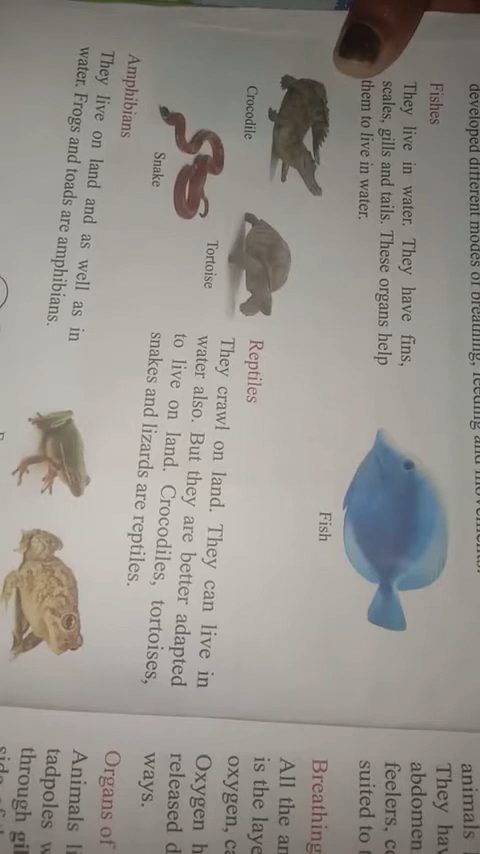 developed different modes of breathing, feeding and movements.
Fishes
They live in water. They have fins,
scales, gills and tails. These organs help
them to live in water.
Fish
Crocodile
Snake
Tortoise
Reptiles
They crawl on land. They can live in
water also. But they are better adapted
to live on land. Crocodiles, tortoises,
snakes and lizards are reptiles.
Amphibians
They live on land and as well as in
water. Frogs and toads are amphibians.
animals
They hav
abdomen
feelers, c
suited to
Breathing
All the an
is the laye
oxygen, ca
Oxygen h
released d
ways.
Organs of
Animals li
tadpoles w
through gil